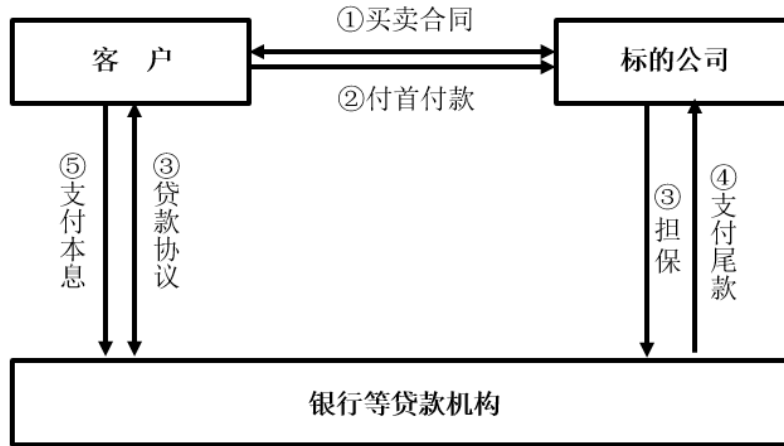 ①买卖合同
客 户
标的公司
②付首付款
⑤支付本息
③贷款协议
③担保
④支付尾款
银行等贷款机构